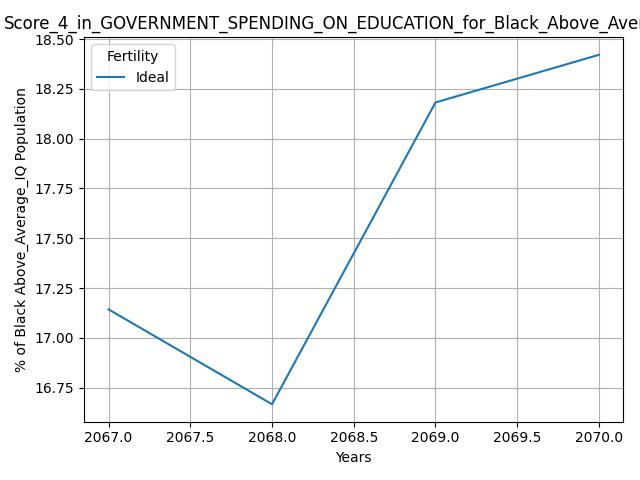 Score_4_in_GOVERNMENT_SPENDING_ON_EDUCATION_for_Black_Above_Aver
18.50
18.25
18.00
17.75
17.50
17.25
17.00
16.75
% of Black Above_Average_IQ Population
Fertility
Ideal
2067.0 2067.5 2068.0 2068.5 2069.0 2069.5 2070.0
Years